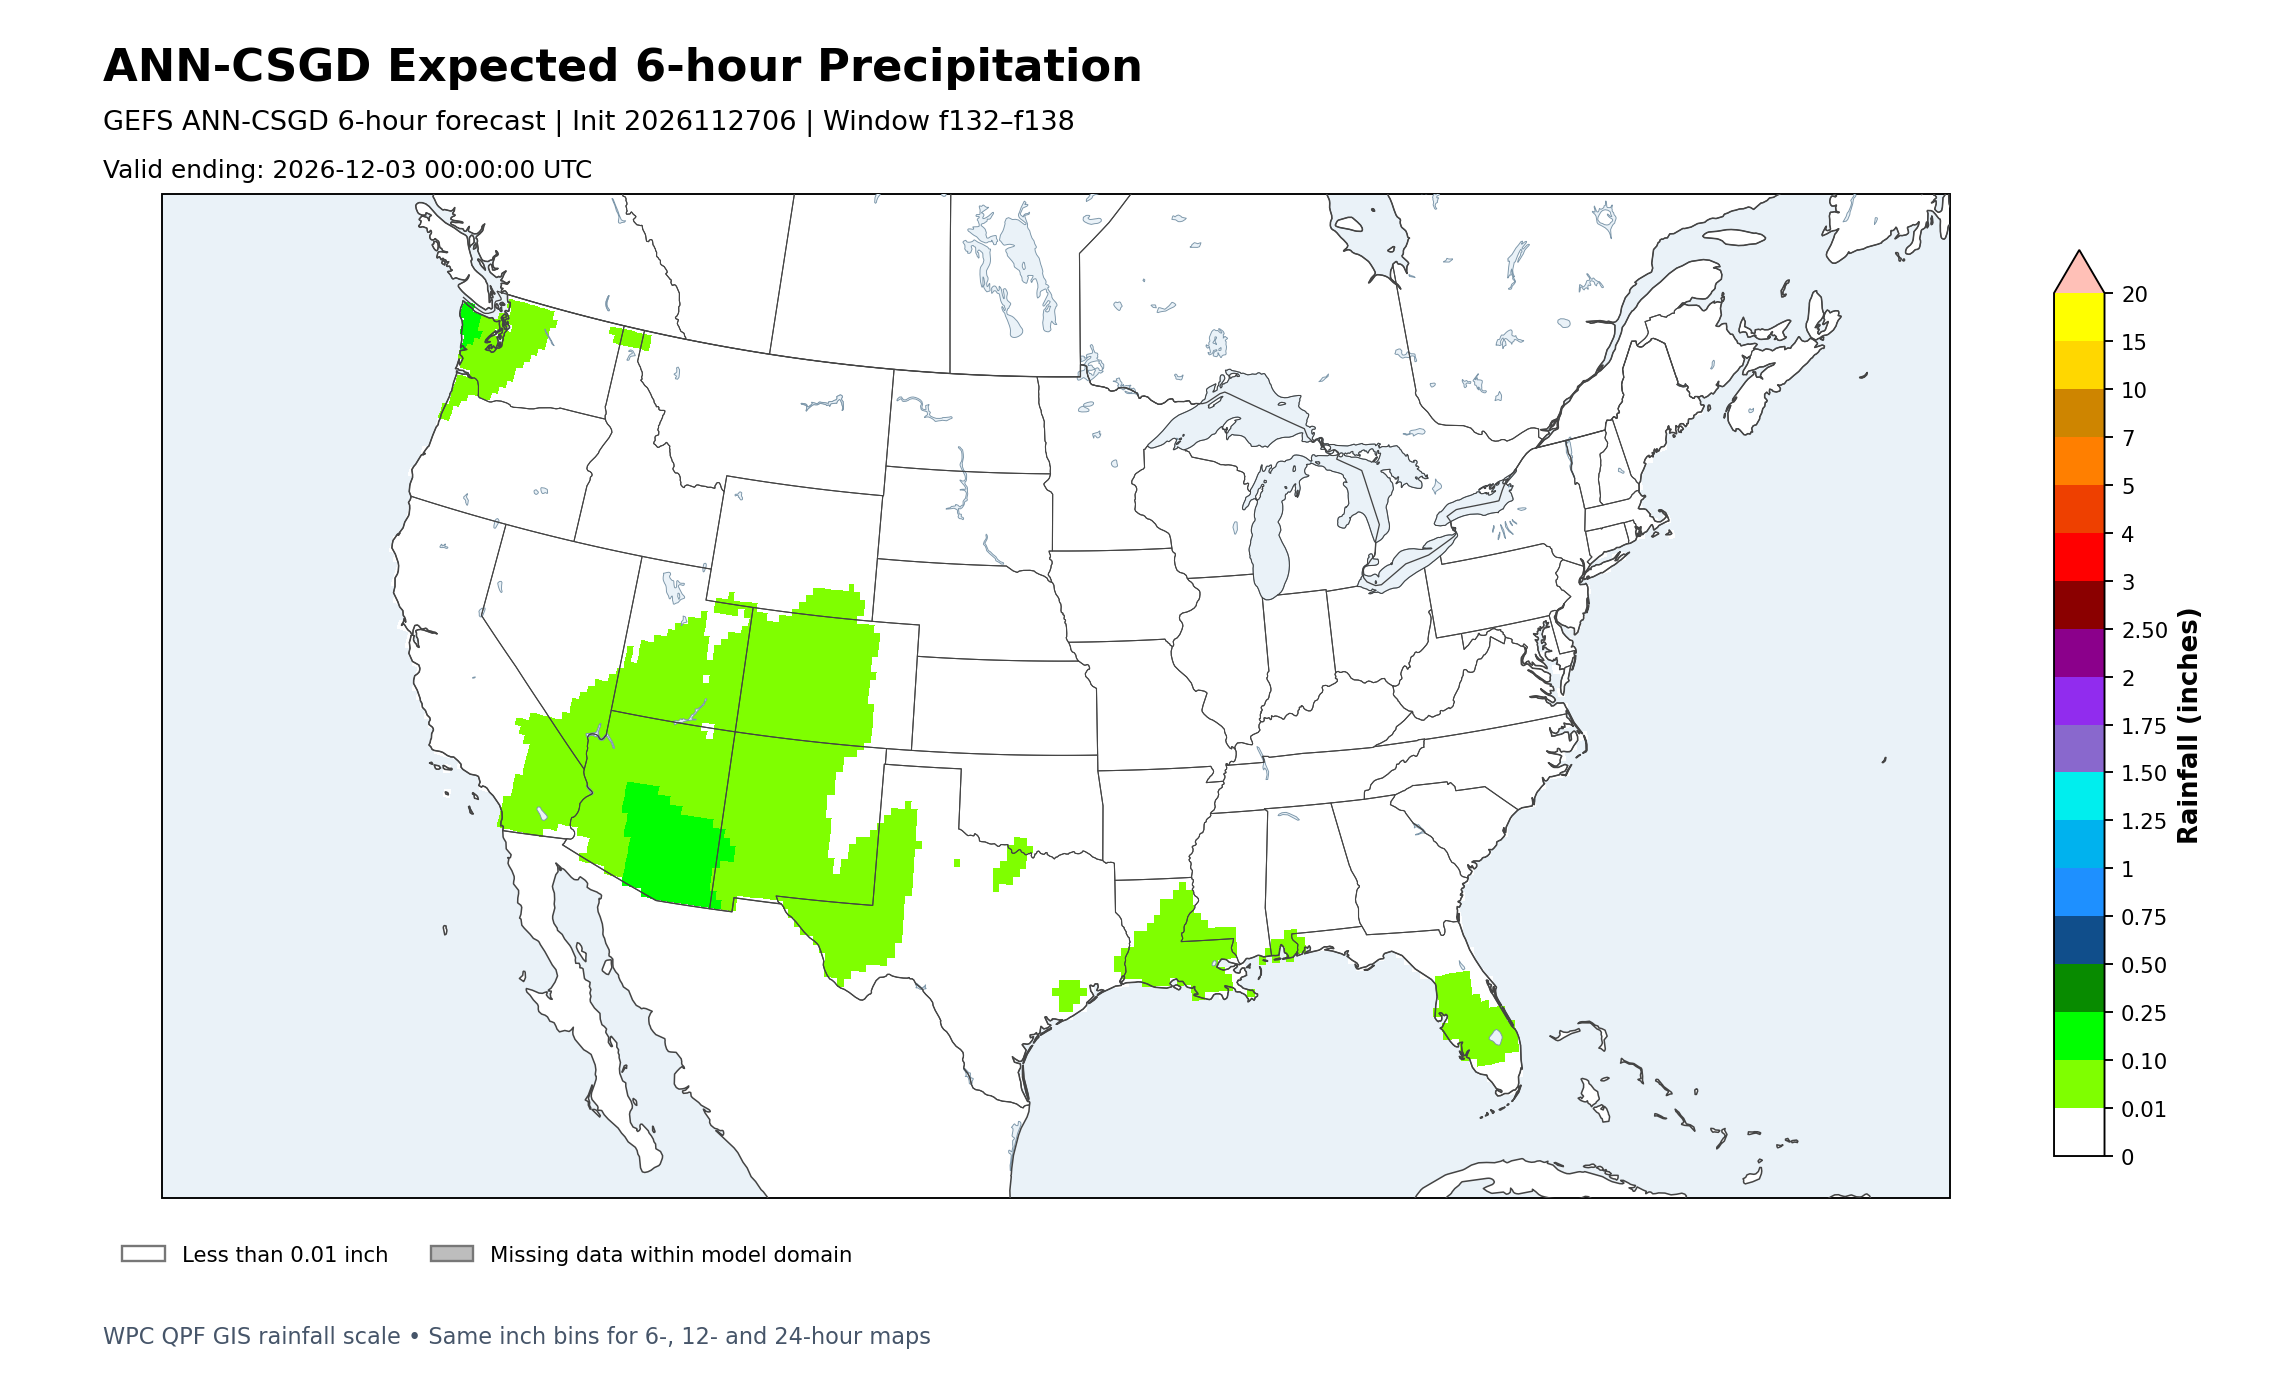 ANN-CSGD Expected 6-hour Precipitation
GEFS ANN-CSGD 6-hour forecast | Init 2026112706 | Window f132–f138
Valid ending: 2026-12-03 00:00:00 UTC
20
15
10
7
5
4
3
2.50
2
1.75
1.50
1.25
1
0.75
0.50
0.25
0.10
0.01
0
Rainfall (inches)
Less than 0.01 inch
Missing data within model domain
WPC QPF GIS rainfall scale • Same inch bins for 6-, 12- and 24-hour maps